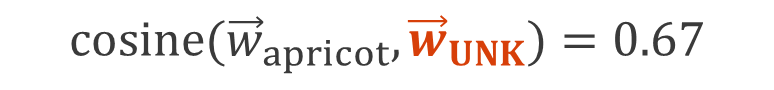 cosine(w⃗apricot, w⃗UNK) = 0.67